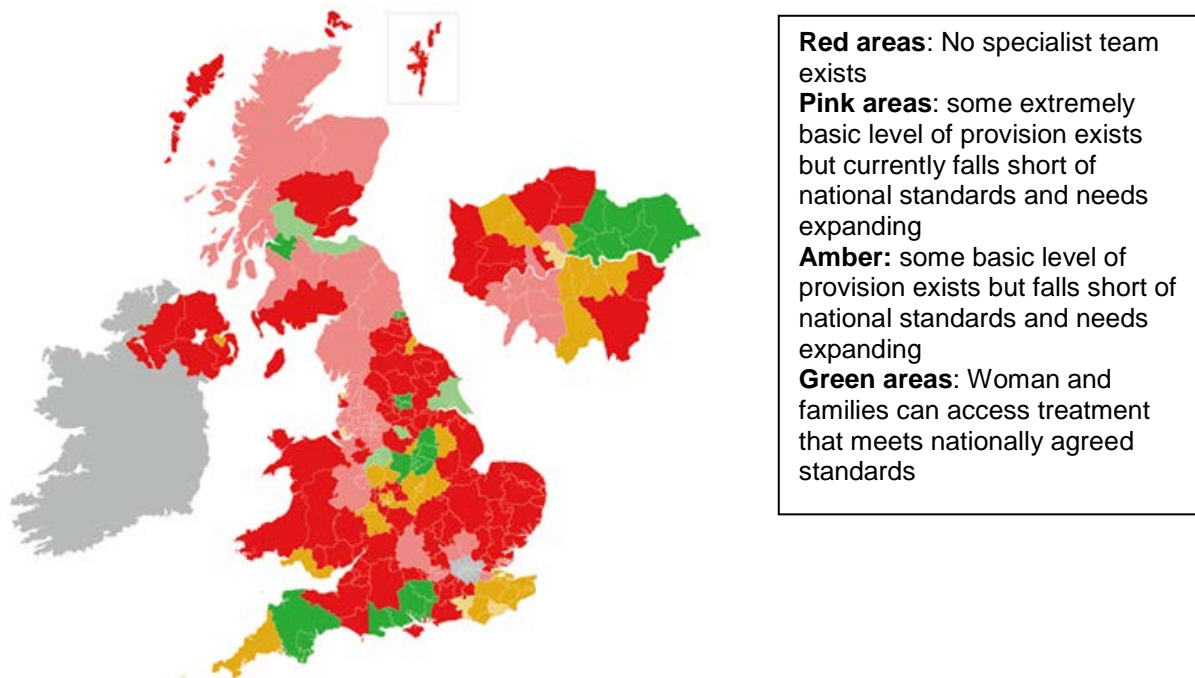 Red areas: No specialist team
exists
Pink areas: some extremely
basic level of provision exists
but currently falls short of
national standards and needs
expanding
Amber: some basic level of
provision exists but falls short of
national standards and needs
expanding
Green areas: Woman and
families can access treatment
that meets nationally agreed
standards